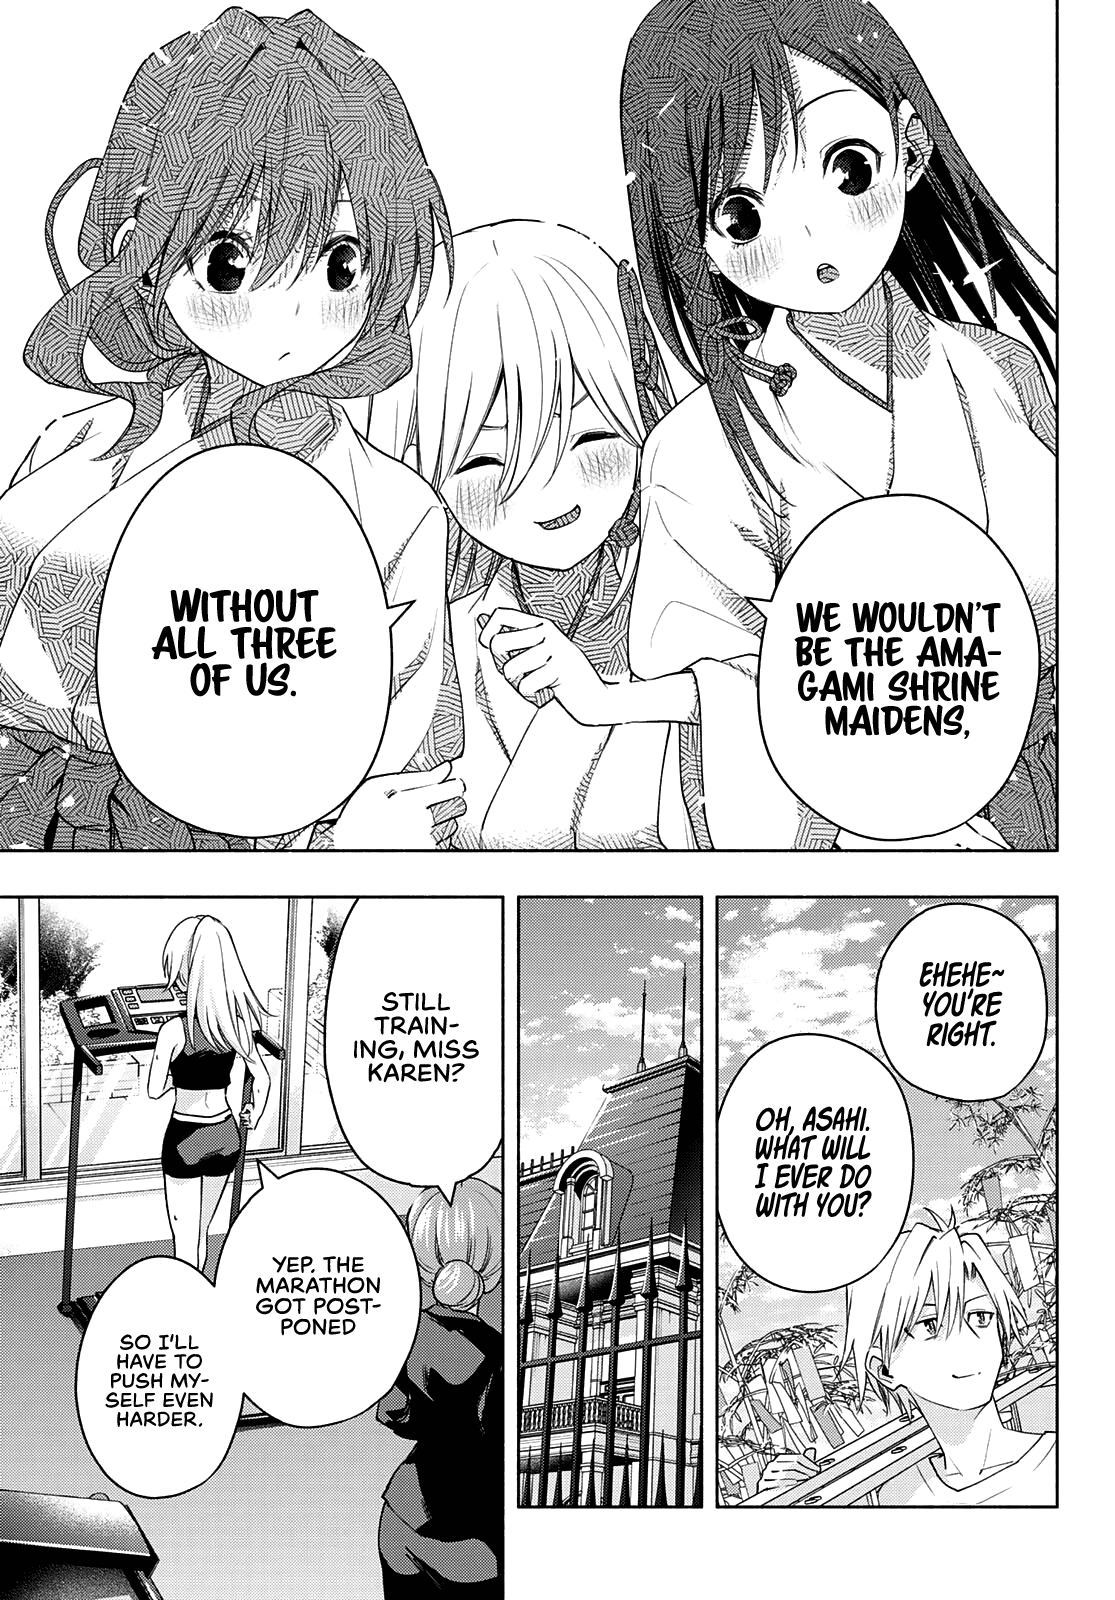 WE WOULDN'T
BE THE AMA-
GAMI SHRINE
MAIDENS,
WITHOUT
ALL THREE
OF US.
EHEHE~
YOU'RE
RIGHT.
OH, ASAHI.
WHAT WILL
I EVER DO
WITH YOU?
STILL
TRAIN-
ING, MISS
KAREN?
YEP. THE
MARATHON
GOT POST-
PONED
SO I'LL
HAVE TO
PUSH MY-
SELF EVEN
HARDER.